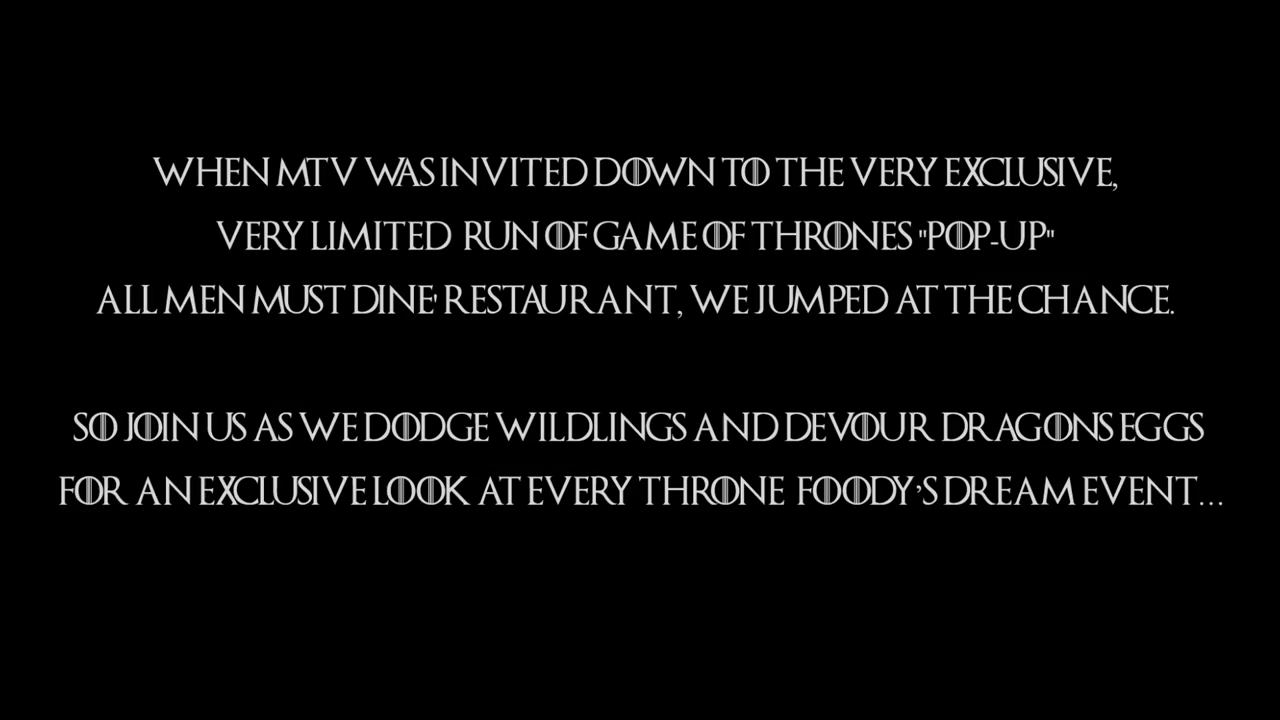 WHEN MTV WAS INVITED DOWN TO THE VERY EXCLUSIVE,
VERY LIMITED RUN OF GAME OF THRONES "POP-UP"
ALL MEN MUST DINE' RESTAURANT, WE JUMPED AT THE CHANCE.
SO JOIN US AS WE DODGE WILDLINGS AND DEVOUR DRAGONS EGGS
FOR AN EXCLUSIVE LOOK AT EVERY THRONE FOODY'S DREAM EVENT...